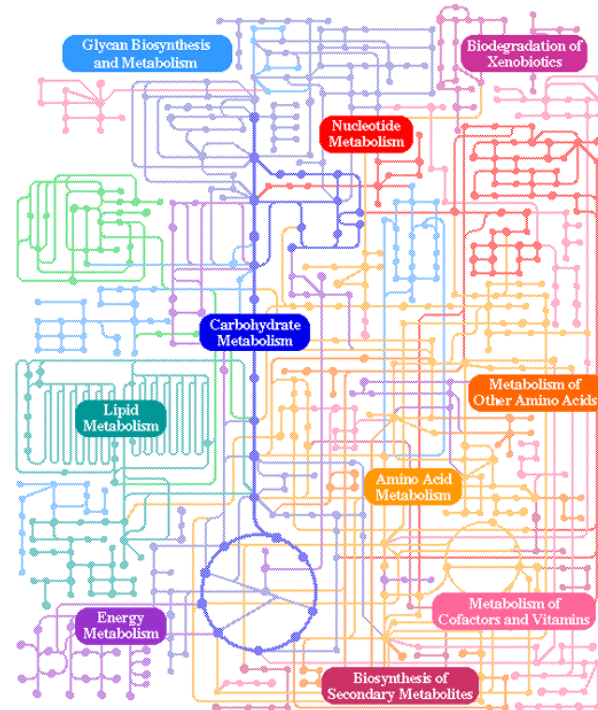 Glycan Biosynthesis
and Metabolism
Biodegradation of
Xenobiotics
Nucleotide
Metabolism
Carbohydrate
Metabolism
Metabolism of
Other Amino Acids
Lipid
Metabolism
Amino Acid
Metabolism
Energy
Metabolism
Metabolism of
Cofactors and Vitamins
Biosynthesis of
Secondary Metabolites